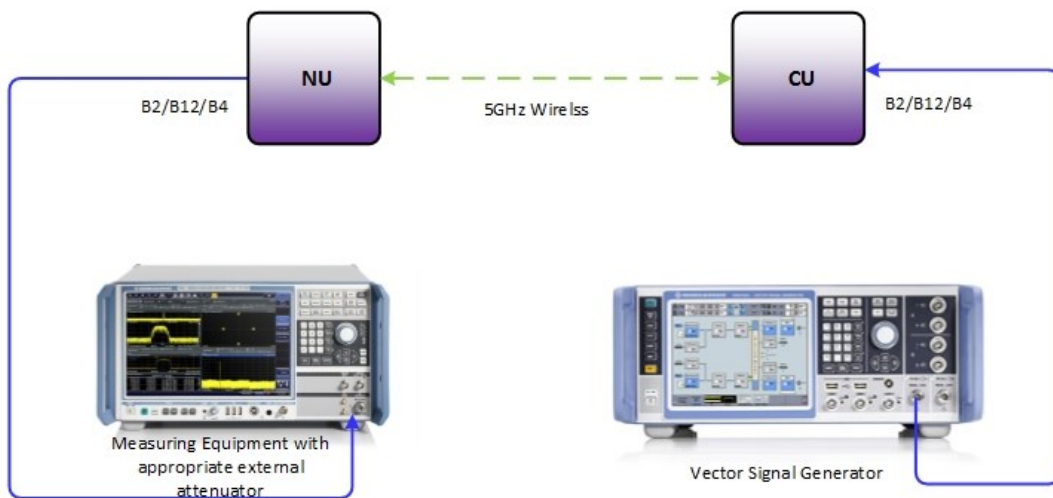 NU
CU
B2/B12/B4
5GHz Wirelss
B2/B12/B4
Measuring Equipment with
appropriate external
attenuator
Vector Signal Generator